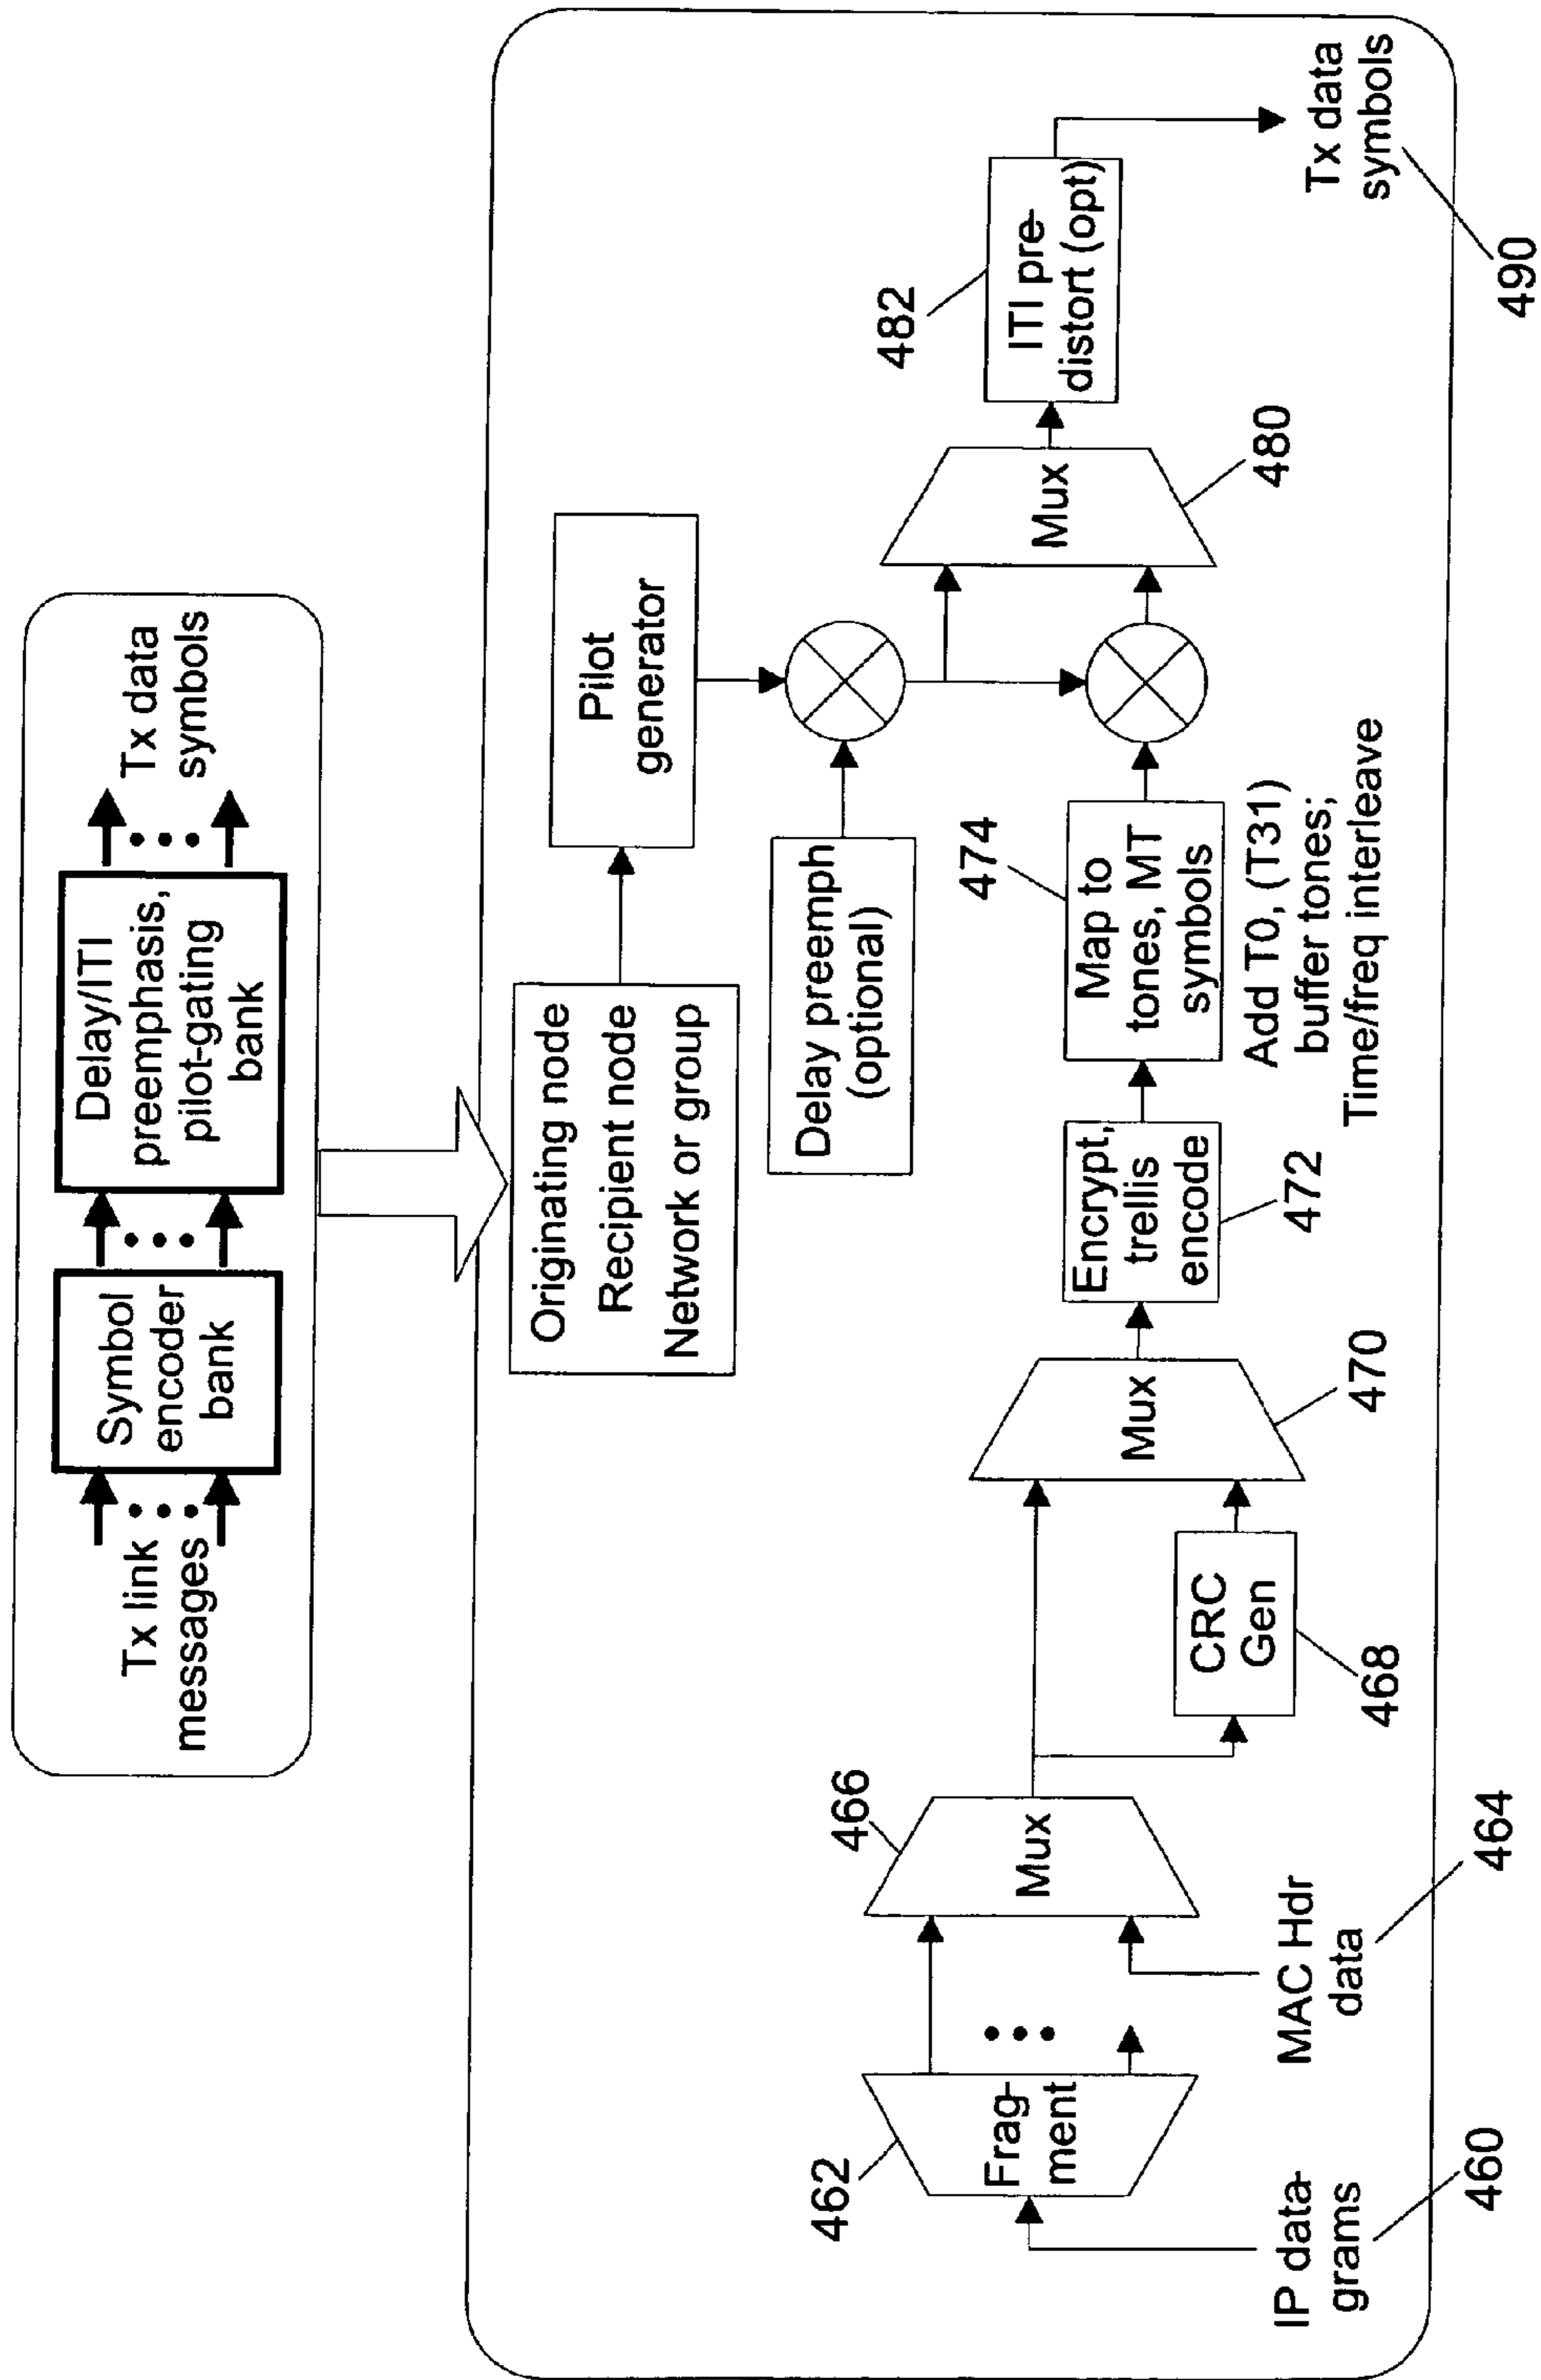 Tx link
messages
Symbol
encoder
bank
Delay/ITI
preemphasis,
pilot-gating
bank
Tx data
symbols
Originating node
Recipient node
Network or group
Pilot
generator
Delay preemph
(optional)
IP data-
grams
460
462
Frag-
ment
MAC Hdr
data
464
466
Mux
CRC
Gen
468
Mux
470
Encrypt,
trellis
encode
472
474
Map to
tones, MT
symbols
Add T0, (T31)
buffer tones;
Time/freq interleave
Mux
480
482
ITI pre-
distort (opt)
Tx data
symbols
490